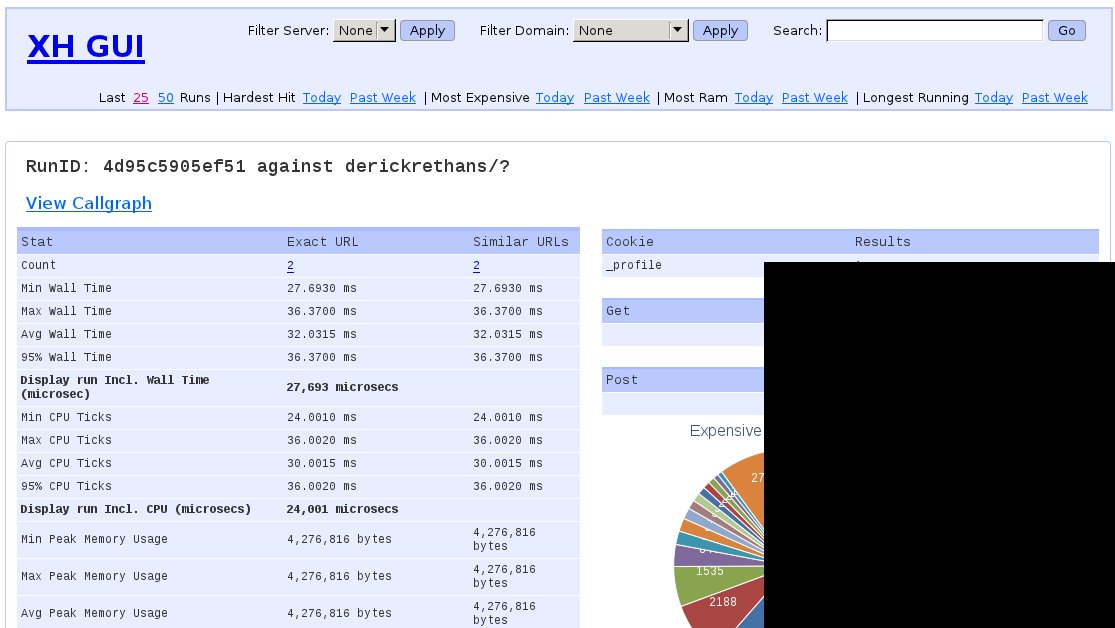 XH GUI
Filter Server: None Apply Filter Domain: None Apply Search: Go
Last 25 50 Runs | Hardest Hit Today Past Week | Most Expensive Today Past Week | Most Ram Today Past Week | Longest Running Today Past Week
RunID: 4d95c5905ef51 against derickrethans/?
View Callgraph
Stat Exact URL Similar URLs
Count 2 2
Min Wall Time 27.6930 ms 27.6930 ms
Max Wall Time 36.3700 ms 36.3700 ms
Avg Wall Time 32.0315 ms 32.0315 ms
95% Wall Time 36.3700 ms 36.3700 ms
Display run Incl. Wall Time
(microsec) 27,693 microsecs
Min CPU Ticks 24.0010 ms 24.0010 ms
Max CPU Ticks 36.0020 ms 36.0020 ms
Avg CPU Ticks 30.0015 ms 30.0015 ms
95% CPU Ticks 36.0020 ms 36.0020 ms
Display run Incl. CPU (microsecs) 24,001 microsecs
Min Peak Memory Usage 4,276,816 bytes 4,276,816
bytes
Max Peak Memory Usage 4,276,816 bytes 4,276,816
bytes
Avg Peak Memory Usage 4,276,816 bytes 4,276,816
bytes
Cookie Results
_profile
Get
Post
Expensive
1535
2188